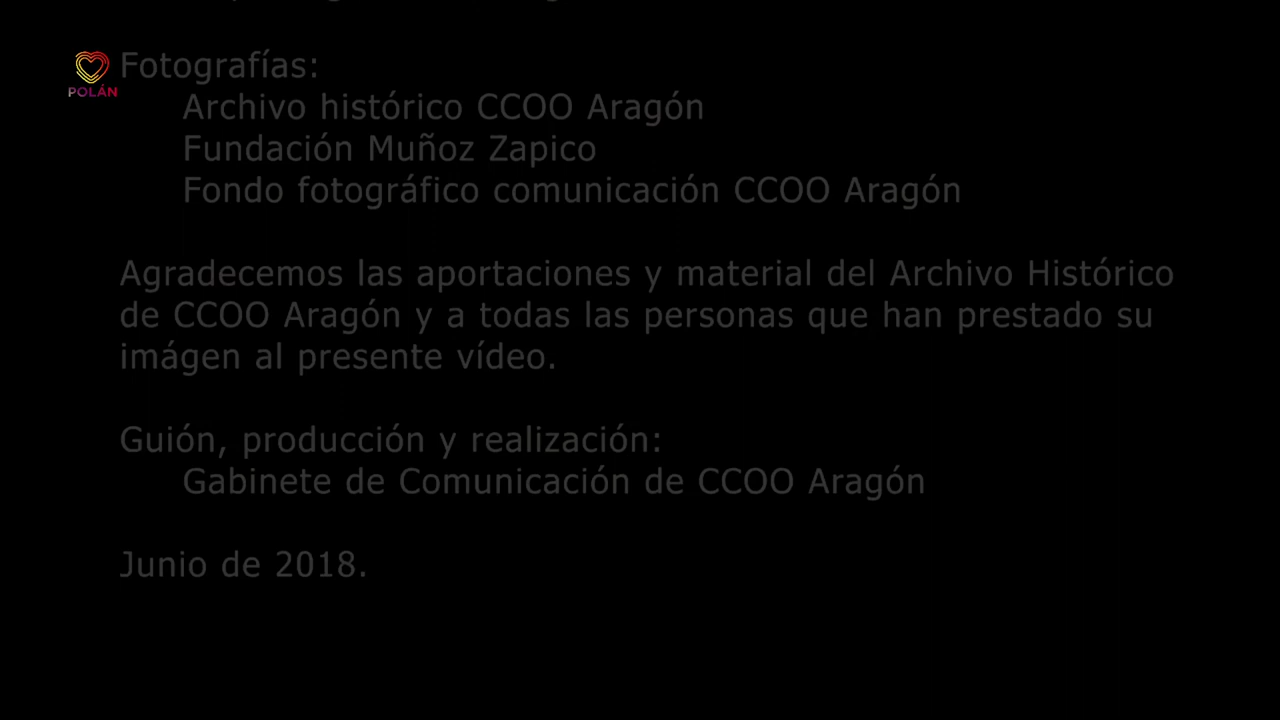 Fotografías:
POLÁN
Archivo histórico CCOO Aragón
Fundación Muñoz Zapico
Fondo fotográfico comunicación CCOO Aragón
Agradecemos las aportaciones y material del Archivo Histórico
de CCOO Aragón y a todas las personas que han prestado su
imágen al presente vídeo.
Guión, producción y realización:
Gabinete de Comunicación de CCOO Aragón
Junio de 2018.